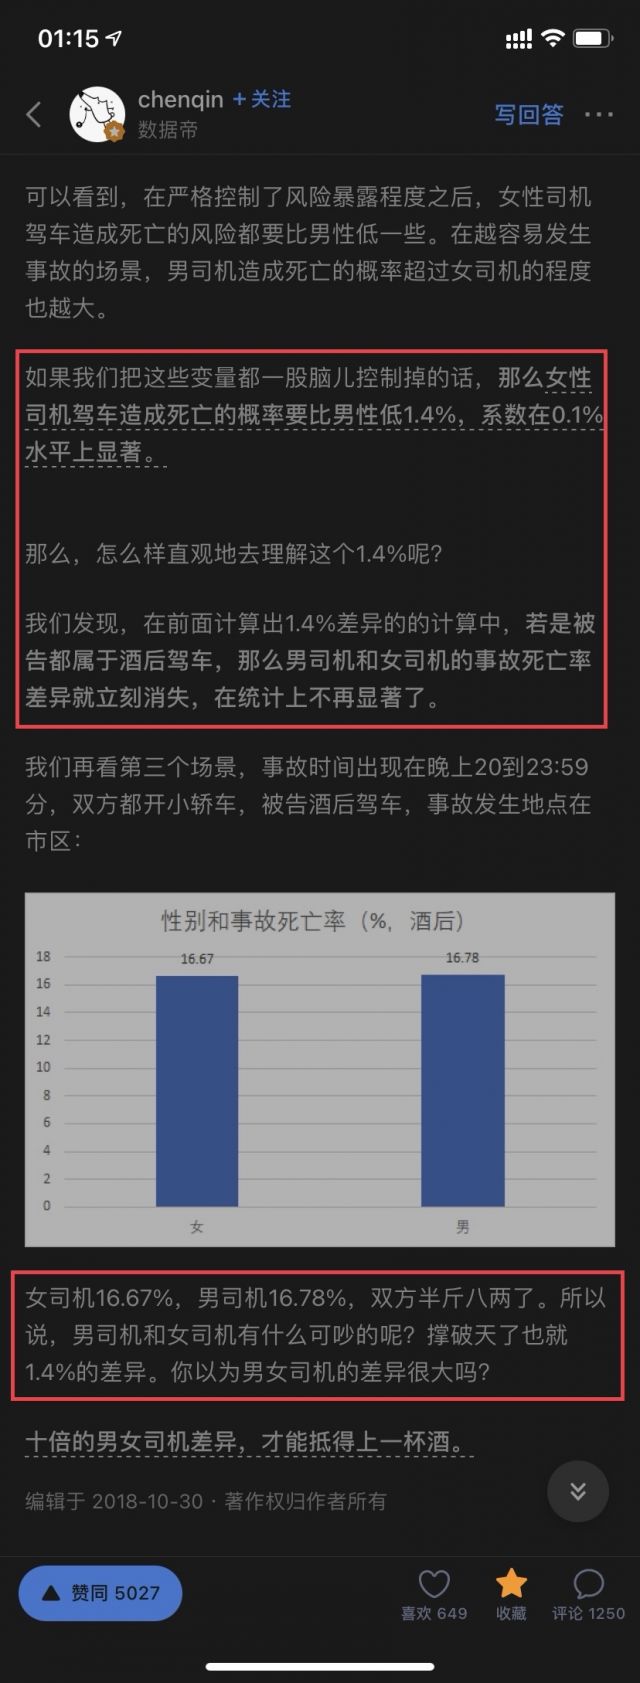 01:15
chenqin +关注
数据帝
写回答
可以看到，在严格控制了风险暴露程度之后，女性司机
驾车造成死亡的风险都要比男性低一些。在越容易发生
事故的场景，男司机造成死亡的概率超过女司机的程度
也越大。
如果我们把这些变量都一股脑儿控制掉的话，那么女性
司机驾车造成死亡的概率要比男性低1.4%，系数在0.1%
水平上显著。
那么，怎么样直观地去理解这个1.4%呢？
我们发现，在前面计算出1.4%差异的的计算中，若是被
告都属于酒后驾车，那么男司机和女司机的事故死亡率
差异就立刻消失，在统计上不再显著了。
我们再看第三个场景，事故时间出现在晚上20到23:59
分，双方都开小轿车，被告酒后驾车，事故发生地点在
市区：
性别和事故死亡率（%，酒后）
18
16
14
12
10
8
6
4
2
0
16.67
16.78
女
男
女司机16.67%，男司机16.78%，双方半斤八两了。所以
说，男司机和女司机有什么可吵的呢？撑破天了也就
1.4%的差异。你以为男女司机的差异很大吗？
十倍的男女司机差异，才能抵得上一杯酒。
编辑于 2018-10-30 · 著作权归作者所有
赞同 5027
喜欢 649
收藏
评论 1250